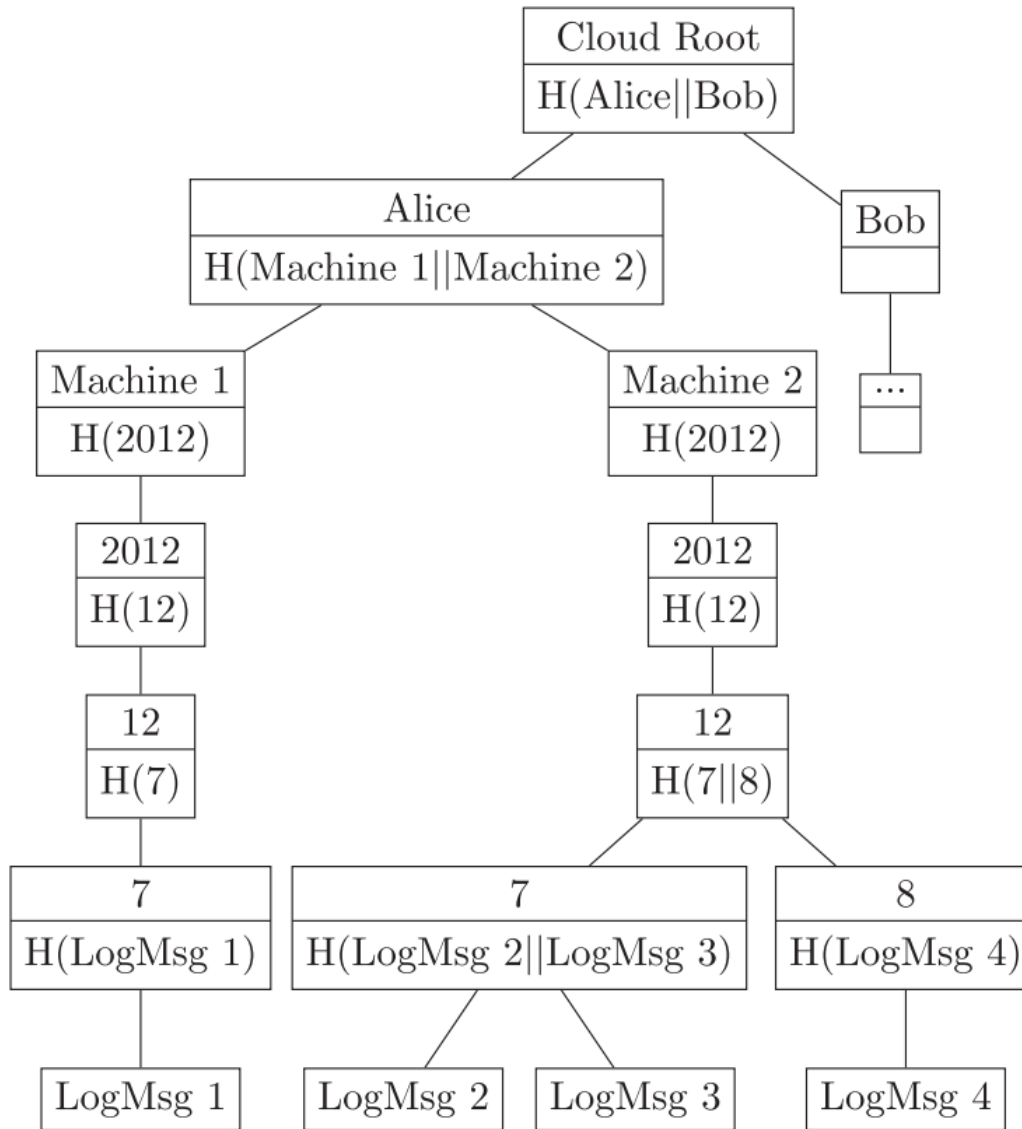 Cloud Root
H(Alice||Bob)
Alice
H(Machine 1||Machine 2)
Bob
Machine 1
H(2012)
Machine 2
H(2012)
...
2012
H(12)
2012
H(12)
12
H(7)
12
H(7||8)
7
H(LogMsg 1)
7
H(LogMsg 2||LogMsg 3)
8
H(LogMsg 4)
LogMsg 1
LogMsg 2
LogMsg 3
LogMsg 4